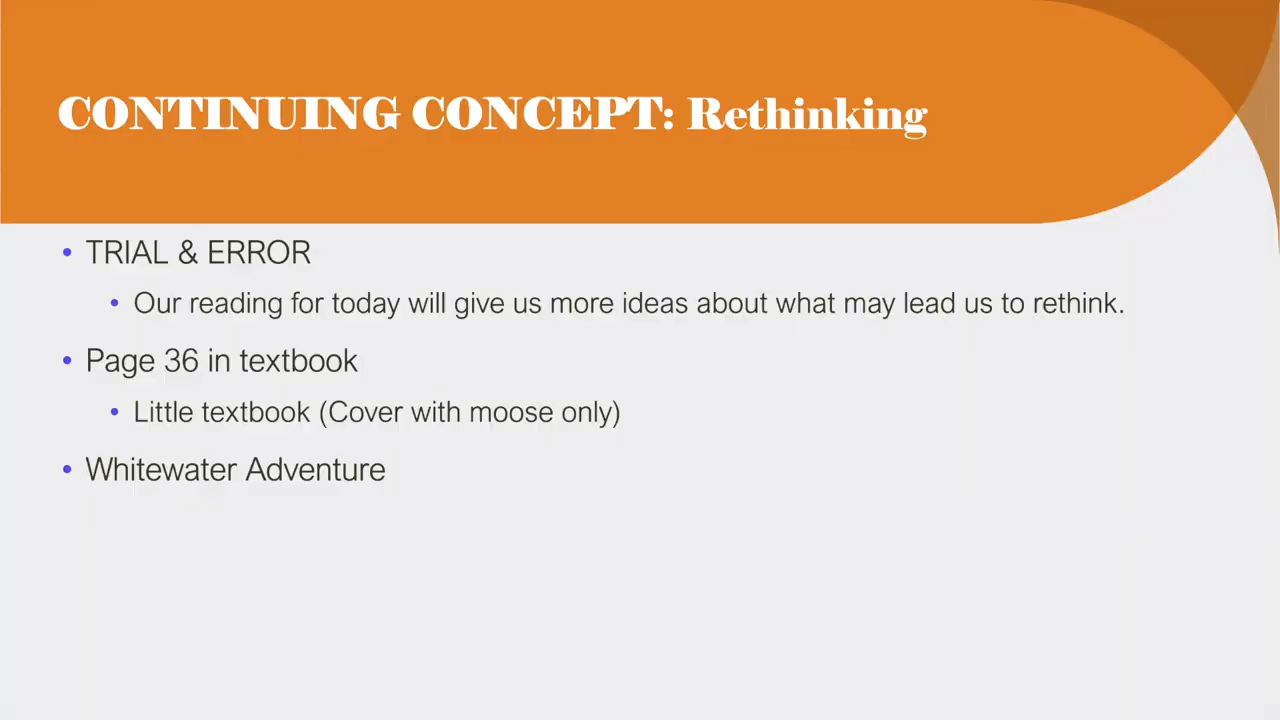 CONTINUING CONCEPT: Rethinking
• TRIAL & ERROR
• Our reading for today will give us more ideas about what may lead us to rethink.
• Page 36 in textbook
• Little textbook (Cover with moose only)
• Whitewater Adventure